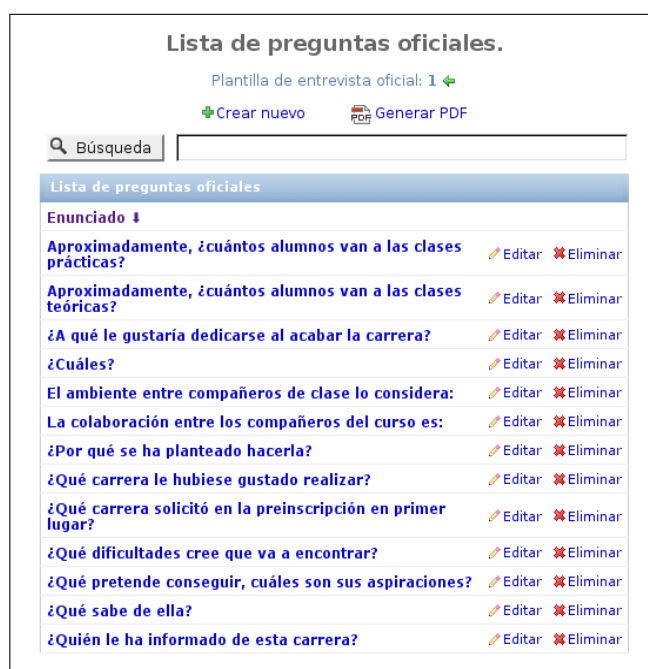 Lista de preguntas oficiales.
Plantilla de entrevista oficial: 1
Crear nuevo PDF Generar PDF
Búsqueda
Lista de preguntas oficiales
Enunciado
Aproximadamente, ¿cuántos alumnos van a las clases
prácticas? Editar Eliminar
Aproximadamente, ¿cuántos alumnos van a las clases
teóricas? Editar Eliminar
¿A qué le gustaría dedicarse al acabar la carrera? Editar Eliminar
¿Cuáles? Editar Eliminar
El ambiente entre compañeros de clase lo considera: Editar Eliminar
La colaboración entre los compañeros del curso es: Editar Eliminar
¿Por qué se ha planteado hacerla? Editar Eliminar
¿Qué carrera le hubiese gustado realizar? Editar Eliminar
¿Qué carrera solicitó en la preinscripción en primer
lugar? Editar Eliminar
¿Qué dificultades cree que va a encontrar? Editar Eliminar
¿Qué pretende conseguir, cuáles son sus aspiraciones? Editar Eliminar
¿Qué sabe de ella? Editar Eliminar
¿Quién le ha informado de esta carrera? Editar Eliminar